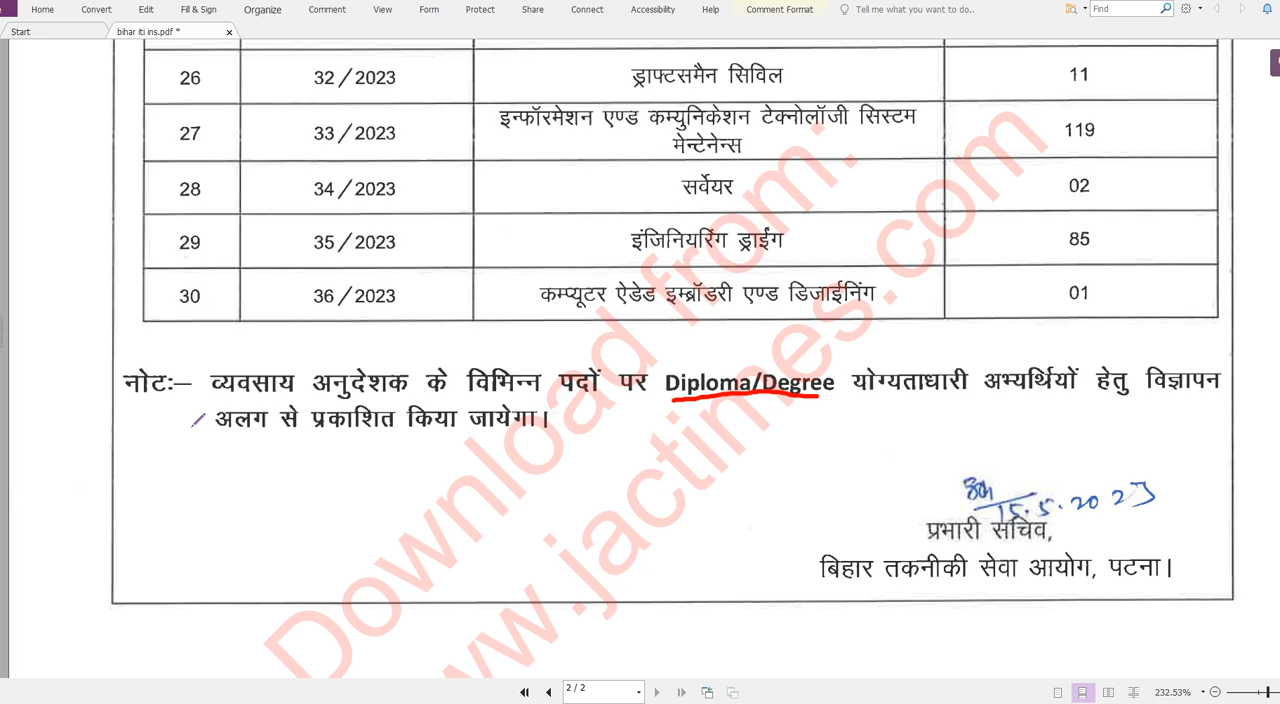 Home Convert Edit Fill & Sign Organize Comment View Form Protect Share Connect Accessibility Help Comment Format Tell me what you want to do.. Find
Start bihar iti ins.pdf * ×
26 32/2023 ड्राफ्टसमैन सिविल 11
27 33/2023 इन्फॉरमेशन एण्ड कम्युनिकेशन टेक्नोलॉजी सिस्टम
मेन्टेनेन्स 119
28 34/2023 सर्वेयर 02
29 35/2023 इंजिनियरिंग ड्राईंग 85
30 36/2023 कम्प्यूटर ऐडेड इम्ब्रॉडरी एण्ड डिजाईनिंग 01
नोटः— व्यवसाय अनुदेशक के विभिन्न पदों पर Diploma/Degree योग्यताधारी अभ्यर्थियों हेतु विज्ञापन
अलग से प्रकाशित किया जायेगा।
15.5.2023
प्रभारी सचिव,
बिहार तकनीकी सेवा आयोग, पटना।
Download from:
www.jactimes.com
2 / 2 232.53%